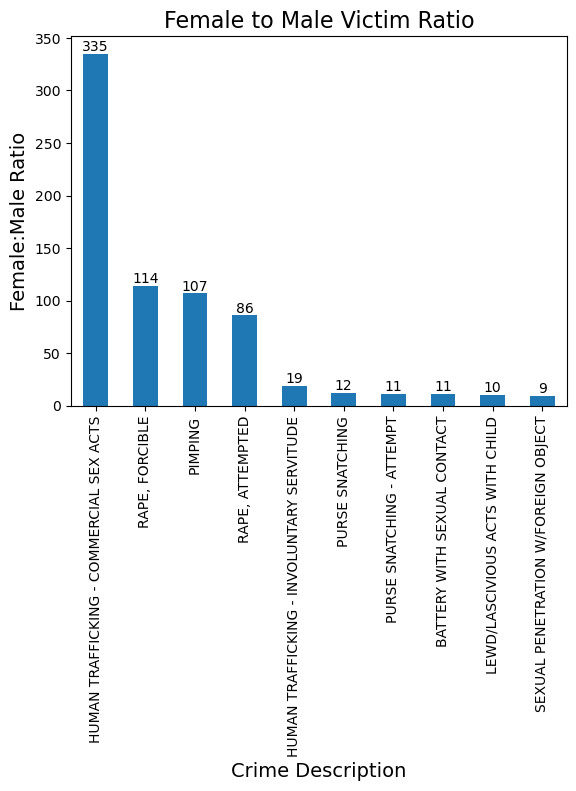 Female to Male Victim Ratio
Female:Male Ratio
350
300
250
200
150
100
50
0
335
114
107
86
19
12
11
11
10
9
HUMAN TRAFFICKING - COMMERCIAL SEX ACTS
RAPE, FORCIBLE
PIMPING
RAPE, ATTEMPTED
HUMAN TRAFFICKING - INVOLUNTARY SERVITUDE
PURSE SNATCHING
PURSE SNATCHING - ATTEMPT
BATTERY WITH SEXUAL CONTACT
LEWD/LASCIVIOUS ACTS WITH CHILD
SEXUAL PENETRATION W/FOREIGN OBJECT
Crime Description